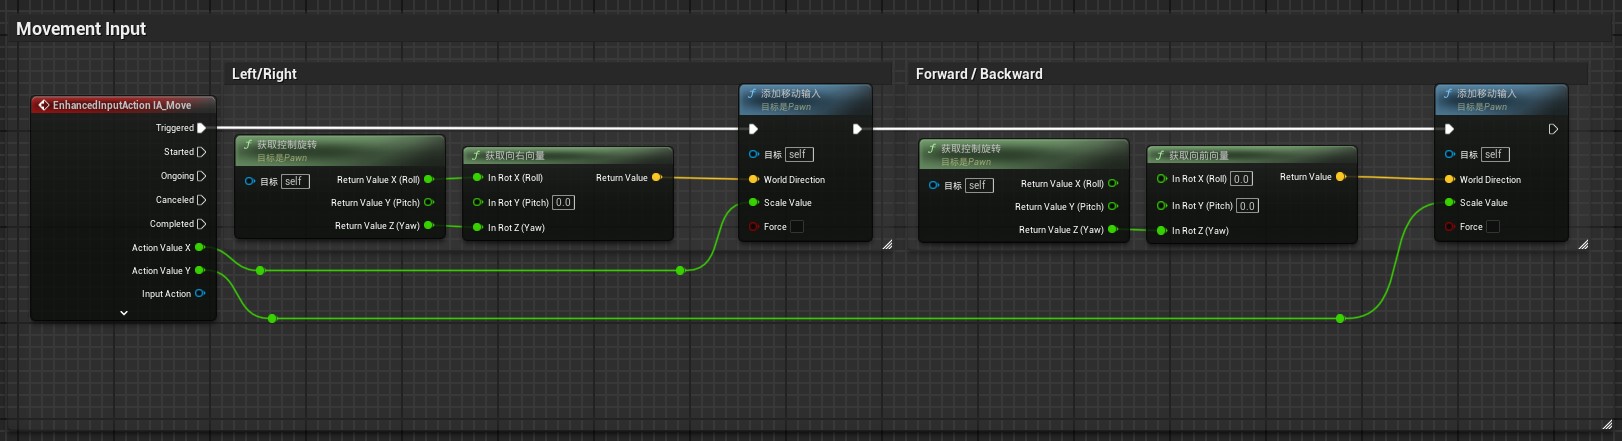 Movement Input
Left/Right
Forward / Backward
EnhancedInputAction IA_Move
Triggered
Started
Ongoing
Canceled
Completed
Action Value X
Action Value Y
Input Action
获取控制旋转
目标是Pawn
目标 self
Return Value X (Roll)
Return Value Y (Pitch)
Return Value Z (Yaw)
获取向右向量
In Rot X (Roll)
Return Value
In Rot Y (Pitch) 0.0
In Rot Z (Yaw)
添加移动输入
目标是Pawn
目标 self
World Direction
Scale Value
Force
获取控制旋转
目标是Pawn
目标 self
Return Value X (Roll)
Return Value Y (Pitch)
Return Value Z (Yaw)
获取向前向量
In Rot X (Roll) 0.0
Return Value
In Rot Y (Pitch) 0.0
In Rot Z (Yaw)
添加移动输入
目标是Pawn
目标 self
World Direction
Scale Value
Force